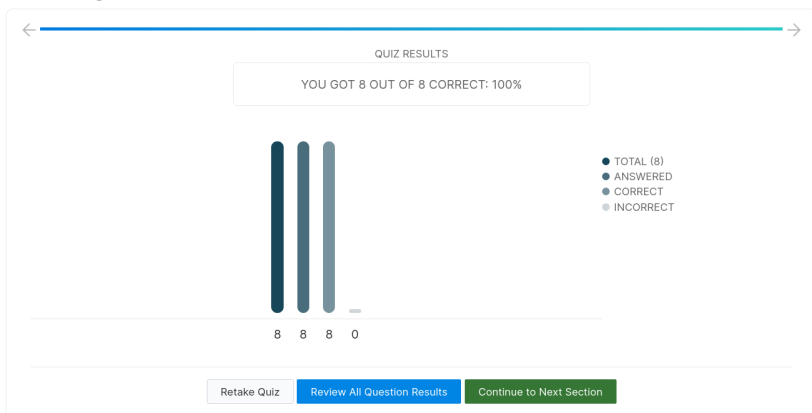 QUIZ RESULTS
YOU GOT 8 OUT OF 8 CORRECT: 100%
TOTAL (8)
ANSWERED
CORRECT
INCORRECT
8 8 8 0
Retake Quiz Review All Question Results Continue to Next Section